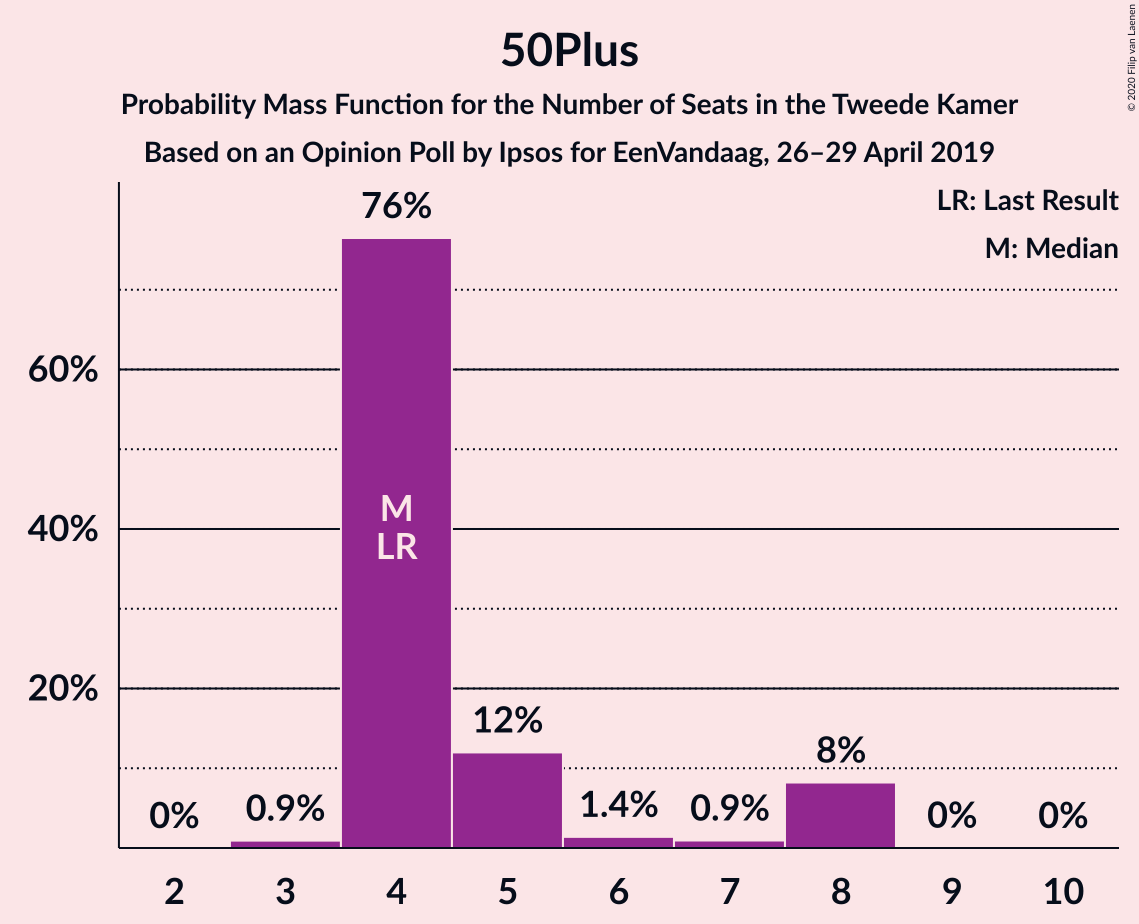 50Plus
Probability Mass Function for the Number of Seats in the Tweede Kamer
Based on an Opinion Poll by Ipsos for EenVandaag, 26–29 April 2019
© 2020 Filip van Laenen
LR: Last Result
M: Median
60%
40%
20%
0%
0.9%
76%
12%
1.4%
0.9%
8%
0%
0%
M
LR
2 3 4 5 6 7 8 9 10